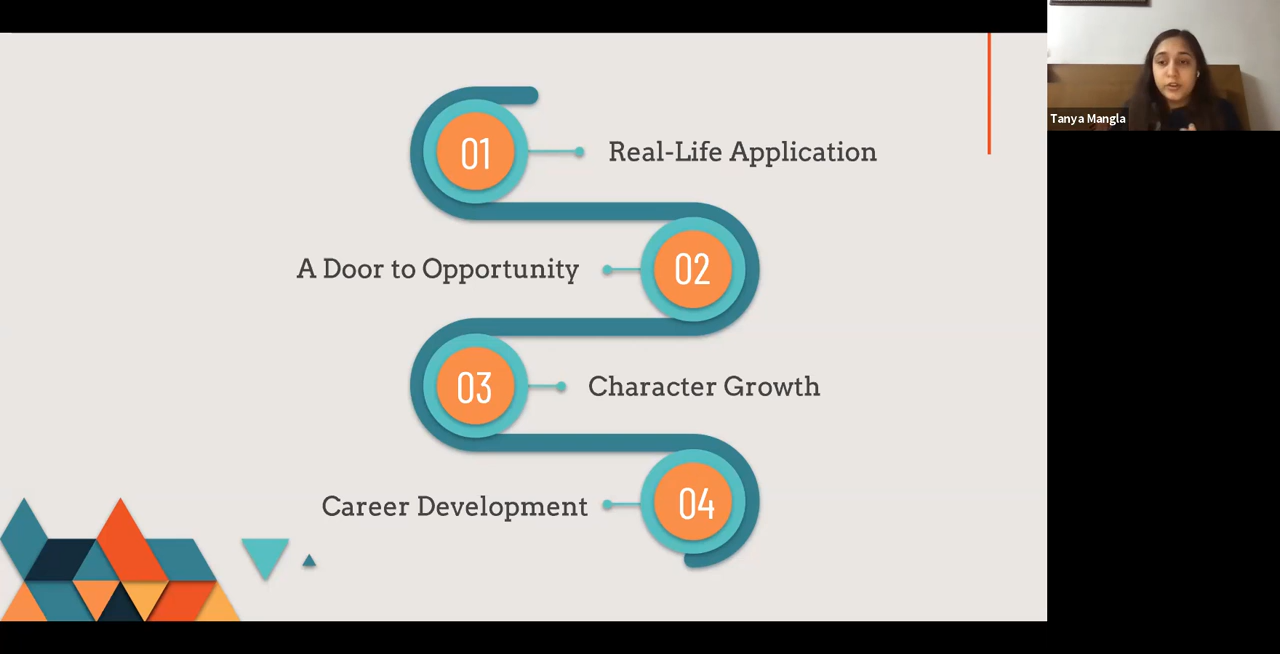 01
Real-Life Application
A Door to Opportunity
02
03
Character Growth
Career Development
04
Tanya Mangla